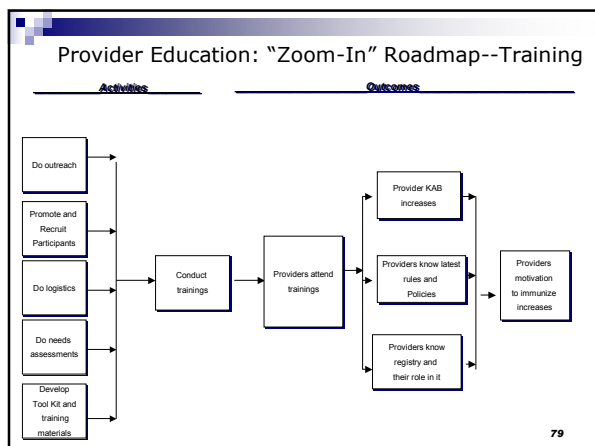 Provider Education: “Zoom-In” Roadmap--Training
Activities
Outcomes
Do outreach
Promote and
Recruit
Participants
Do logistics
Do needs
assessments
Develop
Tool Kit and
training
materials
Conduct
trainings
Providers attend
trainings
Provider KAB
increases
Providers know latest
rules and
Policies
Providers know
registry and
their role in it
Providers
motivation
to immunize
increases
79